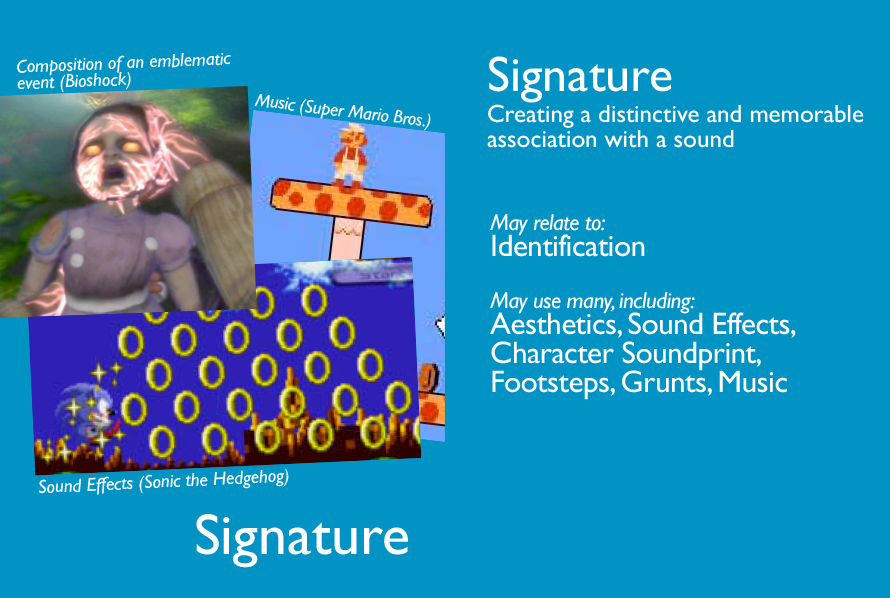 Composition of an emblematic
event (Bioshock)
Music (Super Mario Bros.)
Sound Effects (Sonic the Hedgehog)
Signature
Signature
Creating a distinctive and memorable
association with a sound
May relate to:
Identification
May use many, including:
Aesthetics, Sound Effects,
Character Soundprint,
Footsteps, Grunts, Music